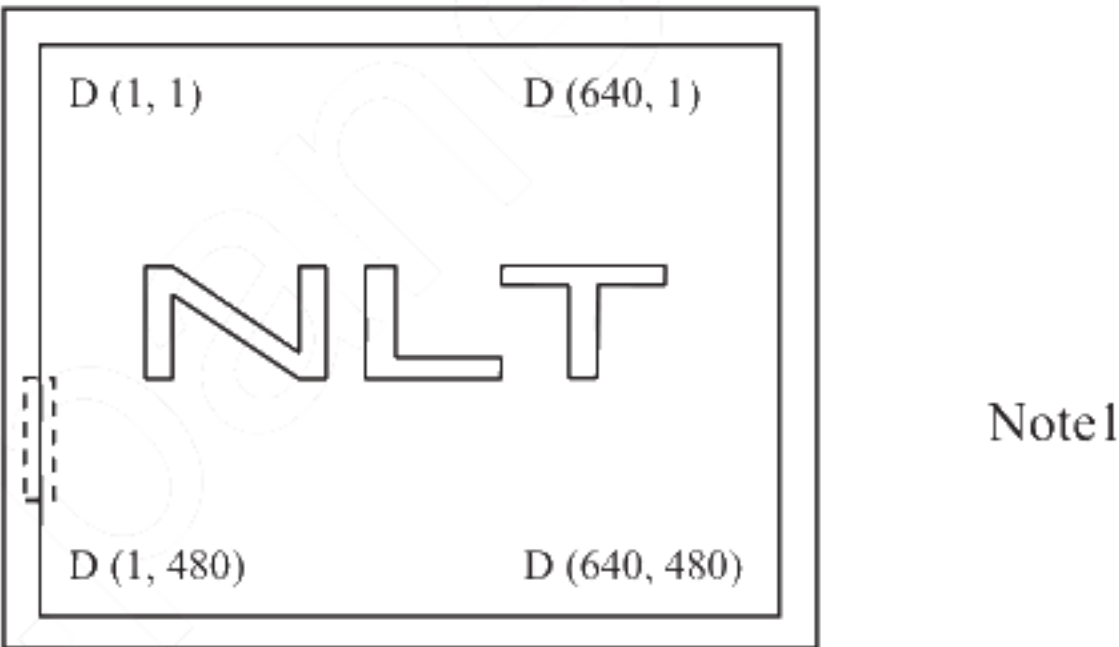 D (1, 1) D (640, 1)
NLT
Note1
D (1, 480) D (640, 480)